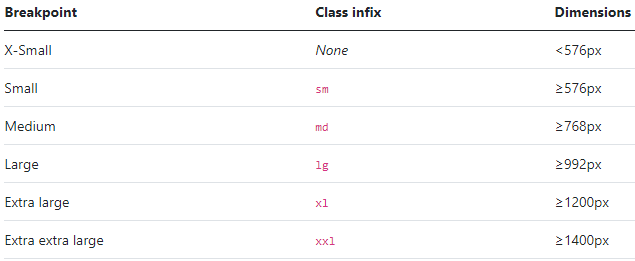 Breakpoint Class infix Dimensions
X-Small None <576px
Small sm ≥576px
Medium md ≥768px
Large lg ≥992px
Extra large xl ≥1200px
Extra extra large xxl ≥1400px